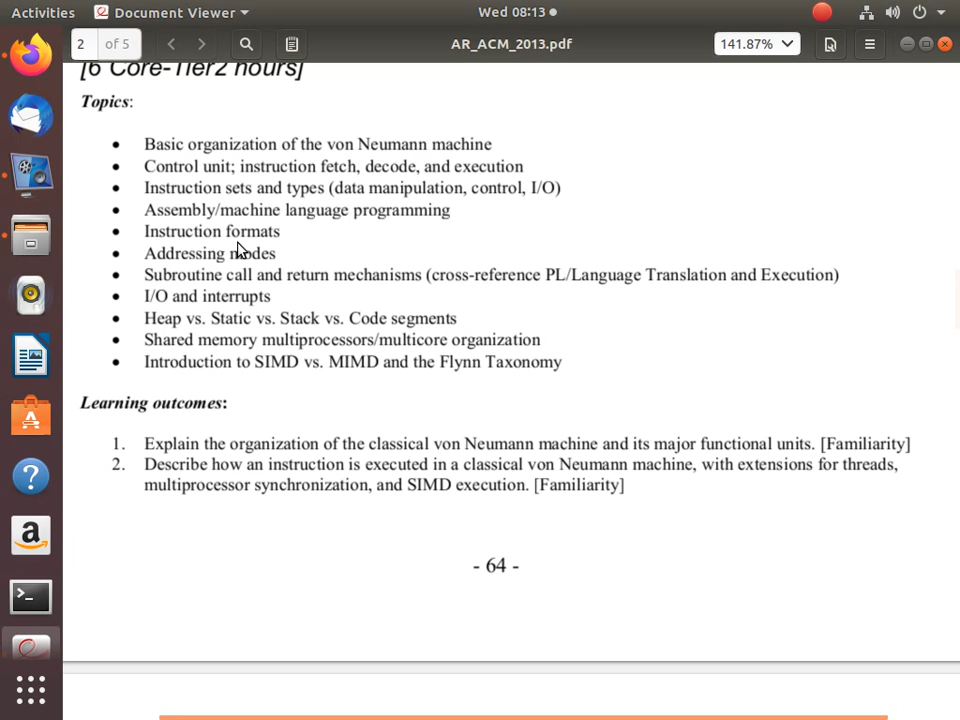 Activities Document Viewer Wed 08:13
2 of 5 AR_ACM_2013.pdf 141.87%
[6 Core-Tier2 hours]
Topics:
• Basic organization of the von Neumann machine
• Control unit; instruction fetch, decode, and execution
• Instruction sets and types (data manipulation, control, I/O)
• Assembly/machine language programming
• Instruction formats
• Addressing modes
• Subroutine call and return mechanisms (cross-reference PL/Language Translation and Execution)
• I/O and interrupts
• Heap vs. Static vs. Stack vs. Code segments
• Shared memory multiprocessors/multicore organization
• Introduction to SIMD vs. MIMD and the Flynn Taxonomy
Learning outcomes:
1. Explain the organization of the classical von Neumann machine and its major functional units. [Familiarity]
2. Describe how an instruction is executed in a classical von Neumann machine, with extensions for threads,
multiprocessor synchronization, and SIMD execution. [Familiarity]
- 64 -